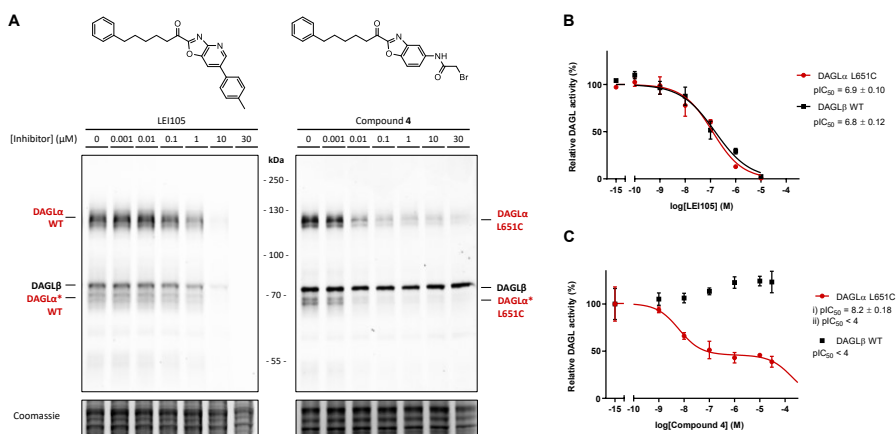 A
O
N
O
N
O
N
O
NH
O
Br
LEI105
Compound 4
[Inhibitor] (µM)
0 0.001 0.01 0.1 1 10 30
0 0.001 0.01 0.1 1 10 30
kDa
- 250 -
- 130 -
- 100 -
- 70 -
- 55 -
DAGLα
WT
DAGLβ
DAGLα*
WT
DAGLα
L651C
DAGLβ
DAGLα*
L651C
Coomassie
B
Relative DAGL activity (%)
100
50
0
-15 -10 -9 -8 -7 -6 -5 -4
log[LEI105] (M)
DAGLα L651C
pIC50 = 6.9 ± 0.10
DAGLβ WT
pIC50 = 6.8 ± 0.12
C
Relative DAGL activity (%)
150
100
50
0
-15 -9 -8 -7 -6 -5 -4
log[Compound 4] (M)
DAGLα L651C
i) pIC50 = 8.2 ± 0.18
ii) pIC50 < 4
DAGLβ WT
pIC50 < 4